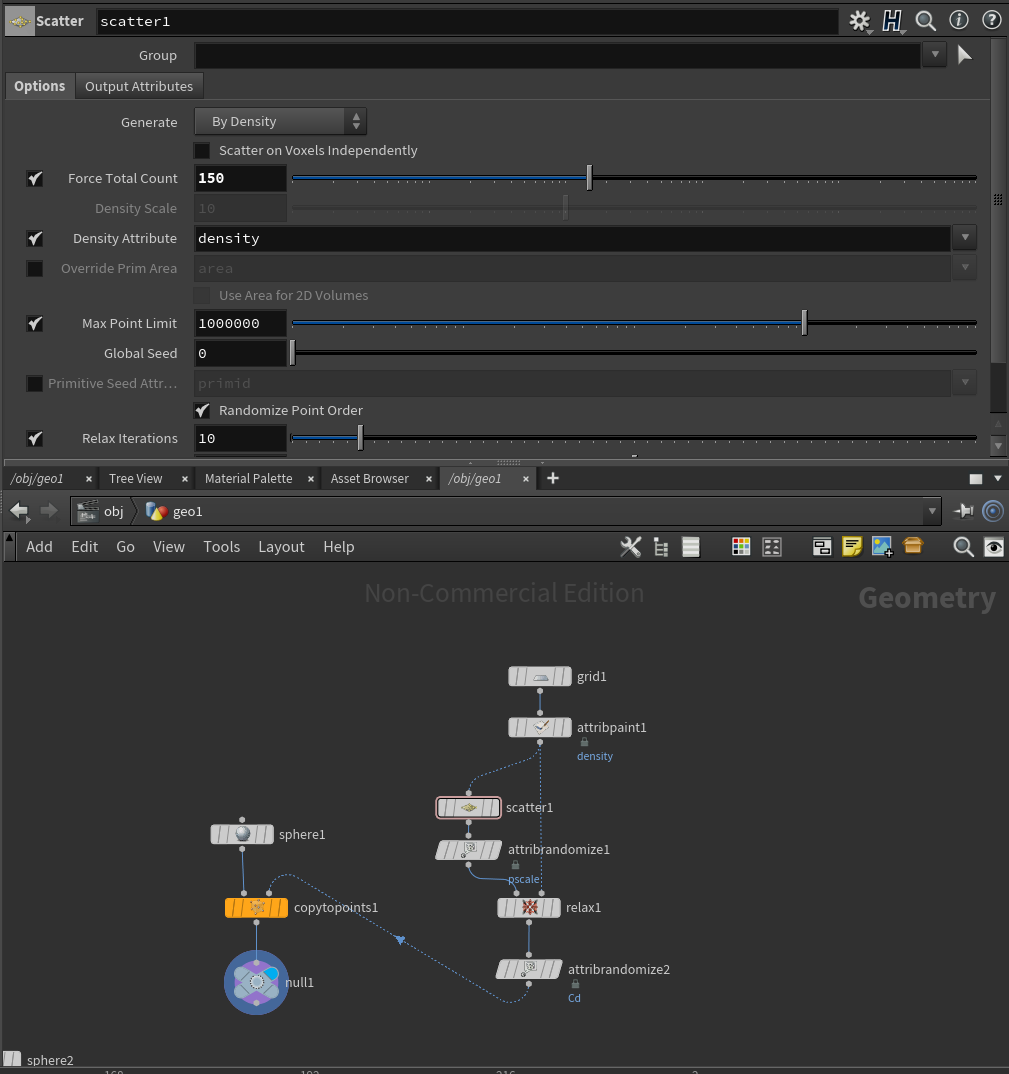 Scatter scatter1
Group
Options Output Attributes
Generate By Density
Scatter on Voxels Independently
Force Total Count 150
Density Scale 10
Density Attribute density
Override Prim Area area
Use Area for 2D Volumes
Max Point Limit 1000000
Global Seed 0
Primitive Seed Attr... primid
Randomize Point Order
Relax Iterations 10
/obj/geo1 × Tree View × Material Palette × Asset Browser × /obj/geo1 × +
obj geo1
Add Edit Go View Tools Layout Help
Non-Commercial Edition
Geometry
grid1
attribpaint1
density
scatter1
sphere1
attribrandomize1
pscale
copytopoints1
relax1
attribrandomize2
Cd
null1
sphere2